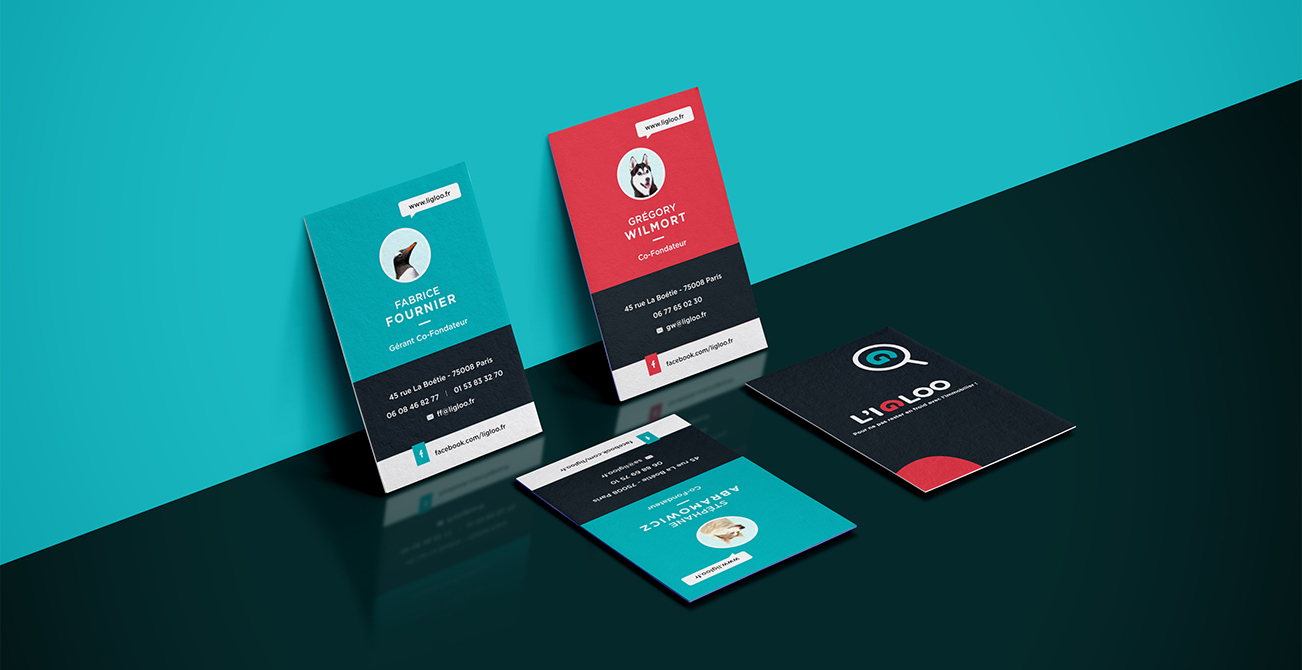 www.ligloo.fr
FABRICE
FOURNIER
Gérant Co-Fondateur
45 rue La Boétie - 75008 Paris
06 08 46 82 77 | 01 53 83 32 70
ff@ligloo.fr
f
facebook.com/ligloo.fr
www.ligloo.fr
GRÉGORY
WILMORT
Co-Fondateur
45 rue La Boétie - 75008 Paris
06 77 65 02 30
gw@ligloo.fr
f
facebook.com/ligloo.fr
www.ligloo.fr
STÉPHANE
ABRAMOWICZ
Co-Fondateur
45 rue La Boétie - 75008 Paris
06 88 69 75 10
sa@ligloo.fr
f
facebook.com/ligloo.fr
G
L'IGLOO
Pour ne pas rester en froid avec l'immobilier !